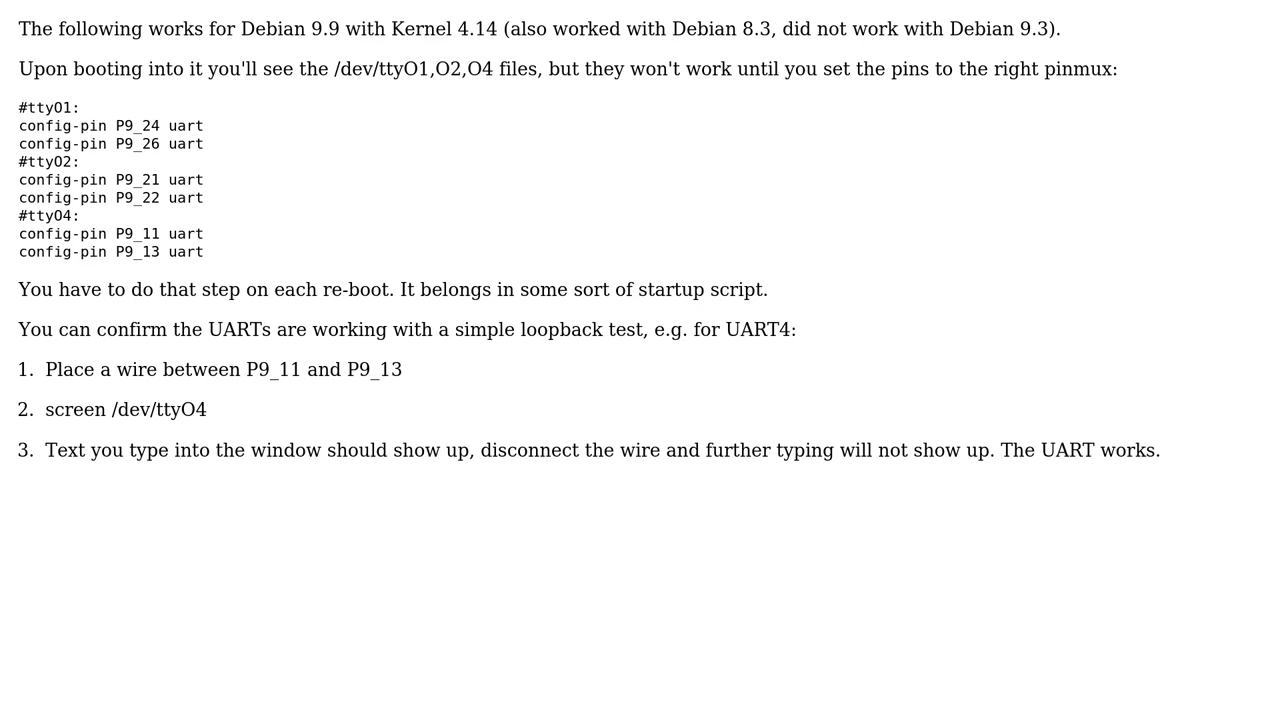 The following works for Debian 9.9 with Kernel 4.14 (also worked with Debian 8.3, did not work with Debian 9.3).
Upon booting into it you'll see the /dev/ttyO1,O2,O4 files, but they won't work until you set the pins to the right pinmux:
#ttyO1:
config-pin P9_24 uart
config-pin P9_26 uart
#ttyO2:
config-pin P9_21 uart
config-pin P9_22 uart
#ttyO4:
config-pin P9_11 uart
config-pin P9_13 uart
You have to do that step on each re-boot. It belongs in some sort of startup script.
You can confirm the UARTs are working with a simple loopback test, e.g. for UART4:
1. Place a wire between P9_11 and P9_13
2. screen /dev/ttyO4
3. Text you type into the window should show up, disconnect the wire and further typing will not show up. The UART works.